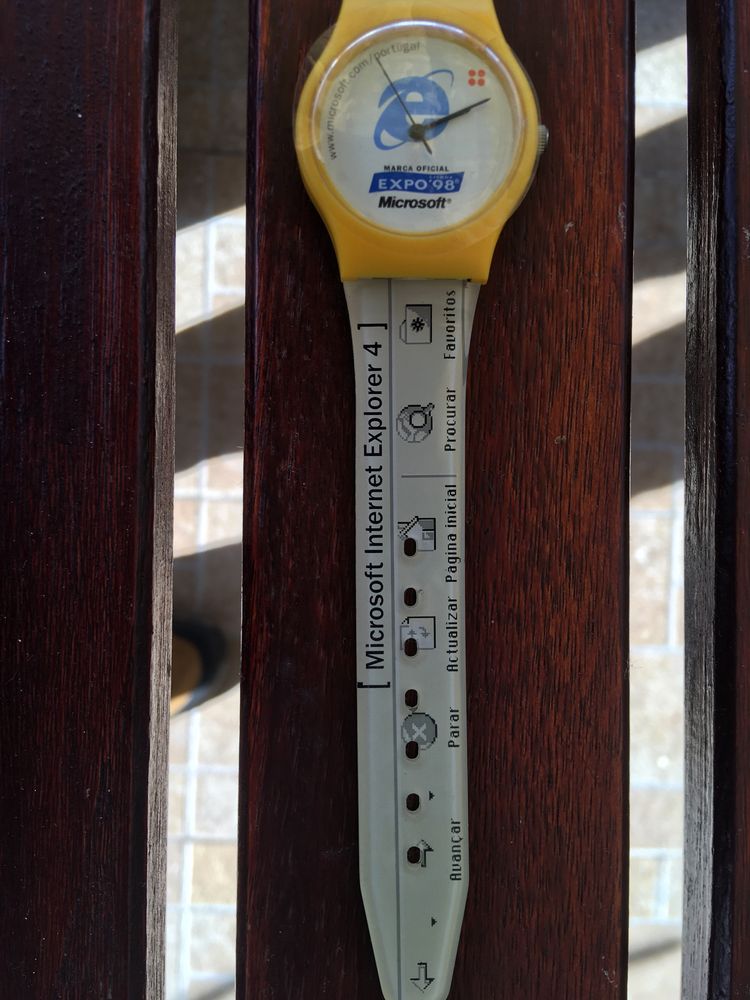 www.microsoft.com/portugal
e
MARCA OFICIAL
LISBOA
EXPO'98®
Microsoft®
[ Microsoft Internet Explorer 4 ]
Avançar
Parar
Actualizar
Página Inicial
Procurar
Favoritos